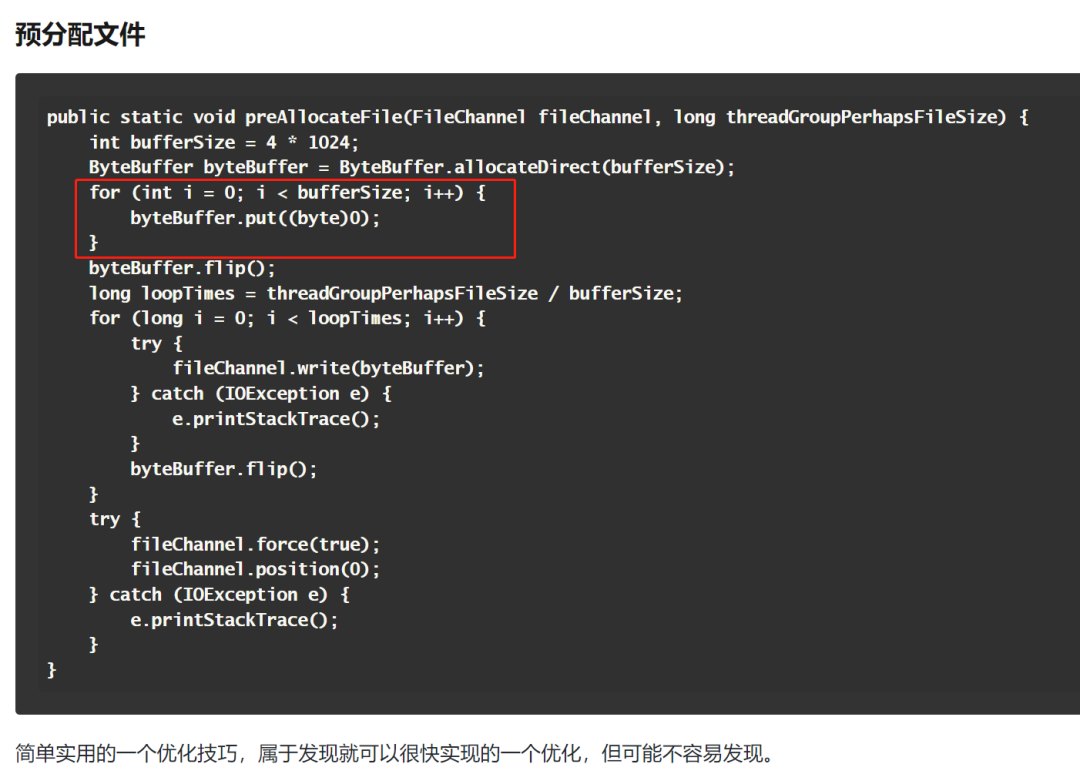 预分配文件
public static void preAllocateFile(FileChannel fileChannel, long threadGroupPerhapsFileSize) {
    int bufferSize = 4 * 1024;
    ByteBuffer byteBuffer = ByteBuffer.allocateDirect(bufferSize);
    for (int i = 0; i < bufferSize; i++) {
        byteBuffer.put((byte)0);
    }
    byteBuffer.flip();
    long loopTimes = threadGroupPerhapsFileSize / bufferSize;
    for (long i = 0; i < loopTimes; i++) {
        try {
            fileChannel.write(byteBuffer);
        } catch (IOException e) {
            e.printStackTrace();
        }
        byteBuffer.flip();
    }
    try {
        fileChannel.force(true);
        fileChannel.position(0);
    } catch (IOException e) {
        e.printStackTrace();
    }
}
简单实用的一个优化技巧，属于发现就可以很快实现的一个优化，但可能不容易发现。